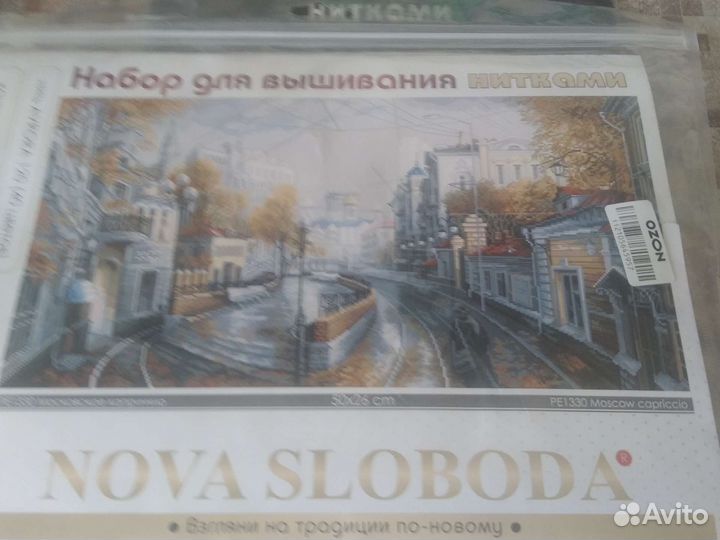 НИТКАМИ
Набор для вышивания НИТКАМИ
OZON
50x26 cm
PE1330 Moscow capriccio
NOVA SLOBODA®
• Взгляни на традиции по-новому •
Avito